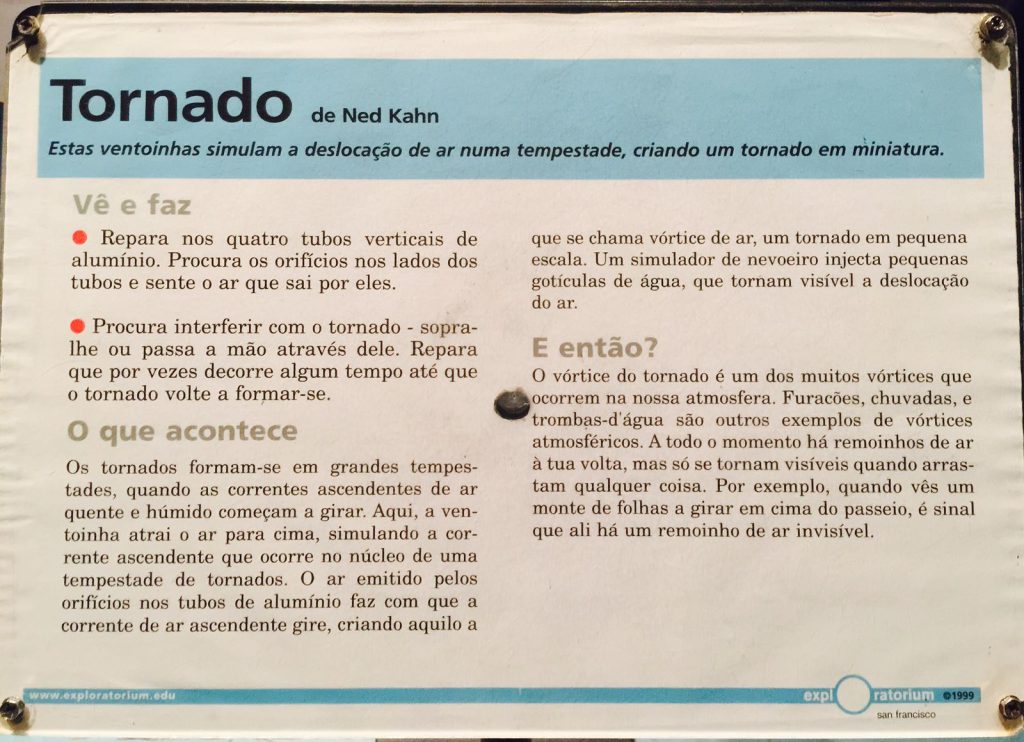 Tornado de Ned Kahn
Estas ventoinhas simulam a deslocação de ar numa tempestade, criando um tornado em miniatura.
Vê e faz
● Repara nos quatro tubos verticais de
alumínio. Procura os orifícios nos lados dos
tubos e sente o ar que sai por eles.
● Procura interferir com o tornado - sopra-
lhe ou passa a mão através dele. Repara
que por vezes decorre algum tempo até que
o tornado volte a formar-se.
O que acontece
Os tornados formam-se em grandes tempes-
tades, quando as correntes ascendentes de ar
quente e húmido começam a girar. Aqui, a ven-
toinha atrai o ar para cima, simulando a cor-
rente ascendente que ocorre no núcleo de uma
tempestade de tornados. O ar emitido pelos
orifícios nos tubos de alumínio faz com que a
corrente de ar ascendente gire, criando aquilo a
que se chama vórtice de ar, um tornado em pequena
escala. Um simulador de nevoeiro injecta pequenas
gotículas de água, que tornam visível a deslocação
do ar.
E então?
O vórtice do tornado é um dos muitos vórtices que
ocorrem na nossa atmosfera. Furacões, chuvadas, e
trombas-d'água são outros exemplos de vórtices
atmosféricos. A todo o momento há remoinhos de ar
à tua volta, mas só se tornam visíveis quando arras-
tam qualquer coisa. Por exemplo, quando vês um
monte de folhas a girar em cima do passeio, é sinal
que ali há um remoinho de ar invisível.
www.exploratorium.edu
exploratorium ©1999
san francisco